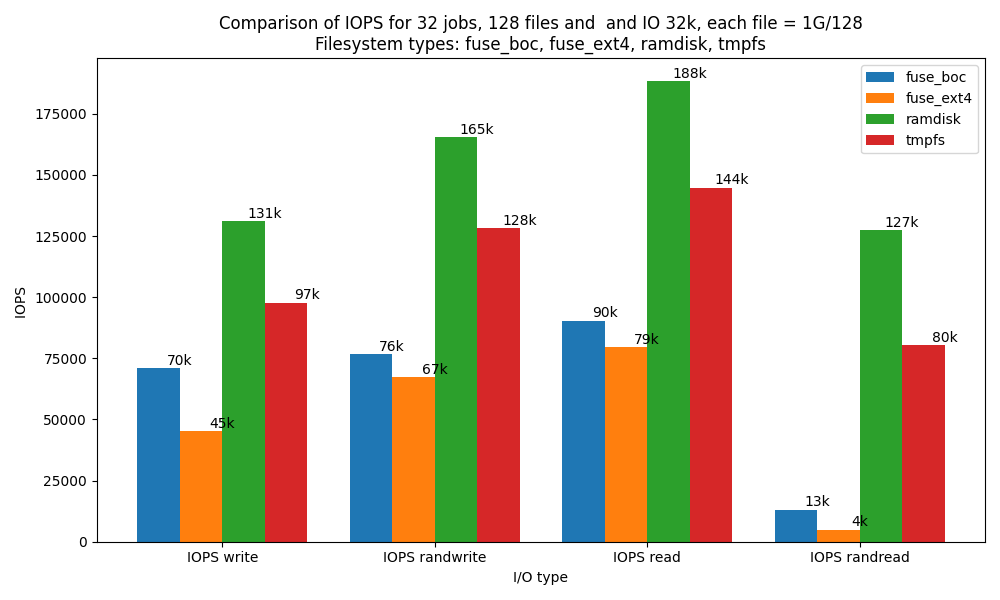 Comparison of IOPS for 32 jobs, 128 files and  and IO 32k, each file = 1G/128
Filesystem types: fuse_boc, fuse_ext4, ramdisk, tmpfs
fuse_boc
fuse_ext4
ramdisk
tmpfs
IOPS
175000
150000
125000
100000
75000
50000
25000
0
70k
45k
131k
97k
76k
67k
165k
128k
90k
79k
188k
144k
13k
4k
127k
80k
IOPS write
IOPS randwrite
IOPS read
IOPS randread
I/O type